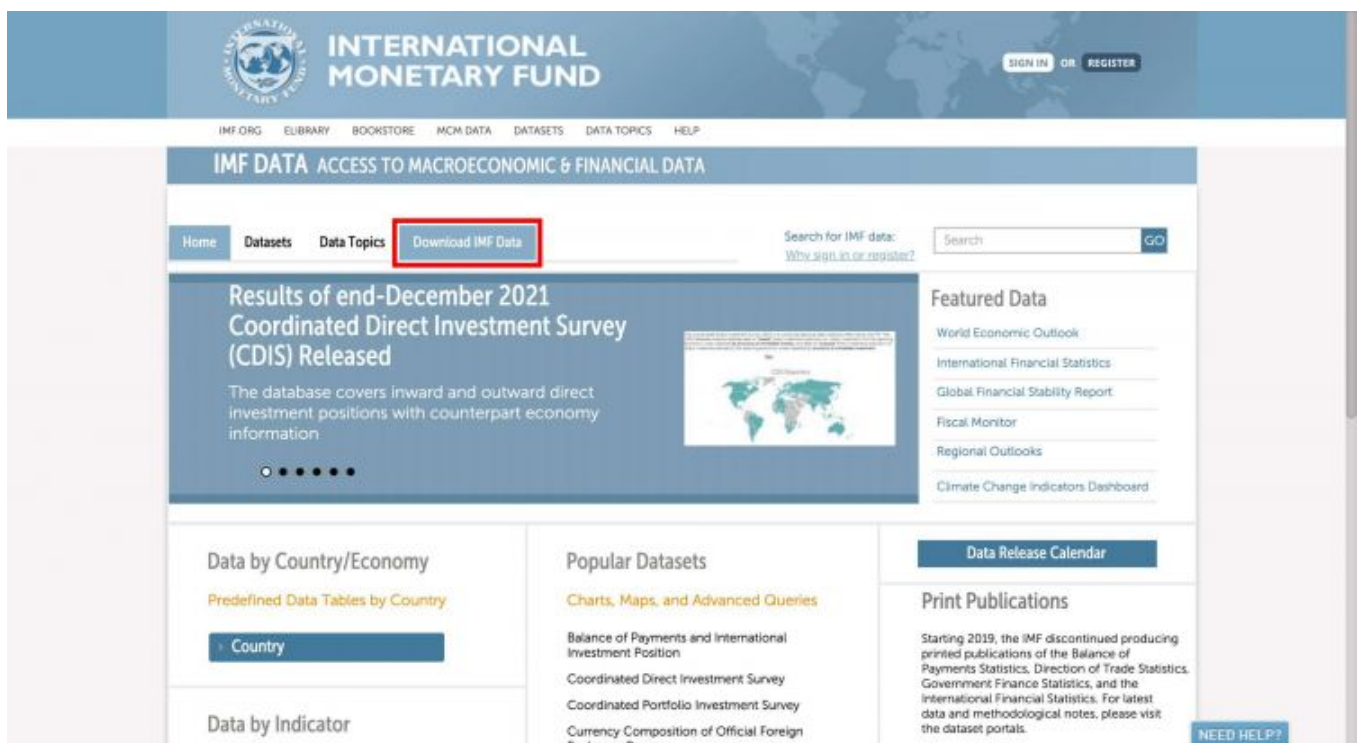 INTERNATIONAL
MONETARY FUND
SIGN IN OR REGISTER
IMF.ORG ELIBRARY BOOKSTORE MCM DATA DATASETS DATA TOPICS HELP
IMF DATA ACCESS TO MACROECONOMIC & FINANCIAL DATA
Home Datasets Data Topics Download IMF Data
Search for IMF data:
Why sign in or register?
Search GO
Results of end-December 2021
Coordinated Direct Investment Survey
(CDIS) Released
The database covers inward and outward direct
investment positions with counterpart economy
information
Featured Data
World Economic Outlook
International Financial Statistics
Global Financial Stability Report
Fiscal Monitor
Regional Outlooks
Climate Change Indicators Dashboard
Data by Country/Economy
Predefined Data Tables by Country
Country
Data by Indicator
Popular Datasets
Charts, Maps, and Advanced Queries
Balance of Payments and International
Investment Position
Coordinated Direct Investment Survey
Coordinated Portfolio Investment Survey
Currency Composition of Official Foreign
Data Release Calendar
Print Publications
Starting 2019, the IMF discontinued producing
printed publications of the Balance of
Payments Statistics, Direction of Trade Statistics,
Government Finance Statistics, and the
International Financial Statistics. For latest
data and methodological notes, please visit
the dataset portals.
NEED HELP?